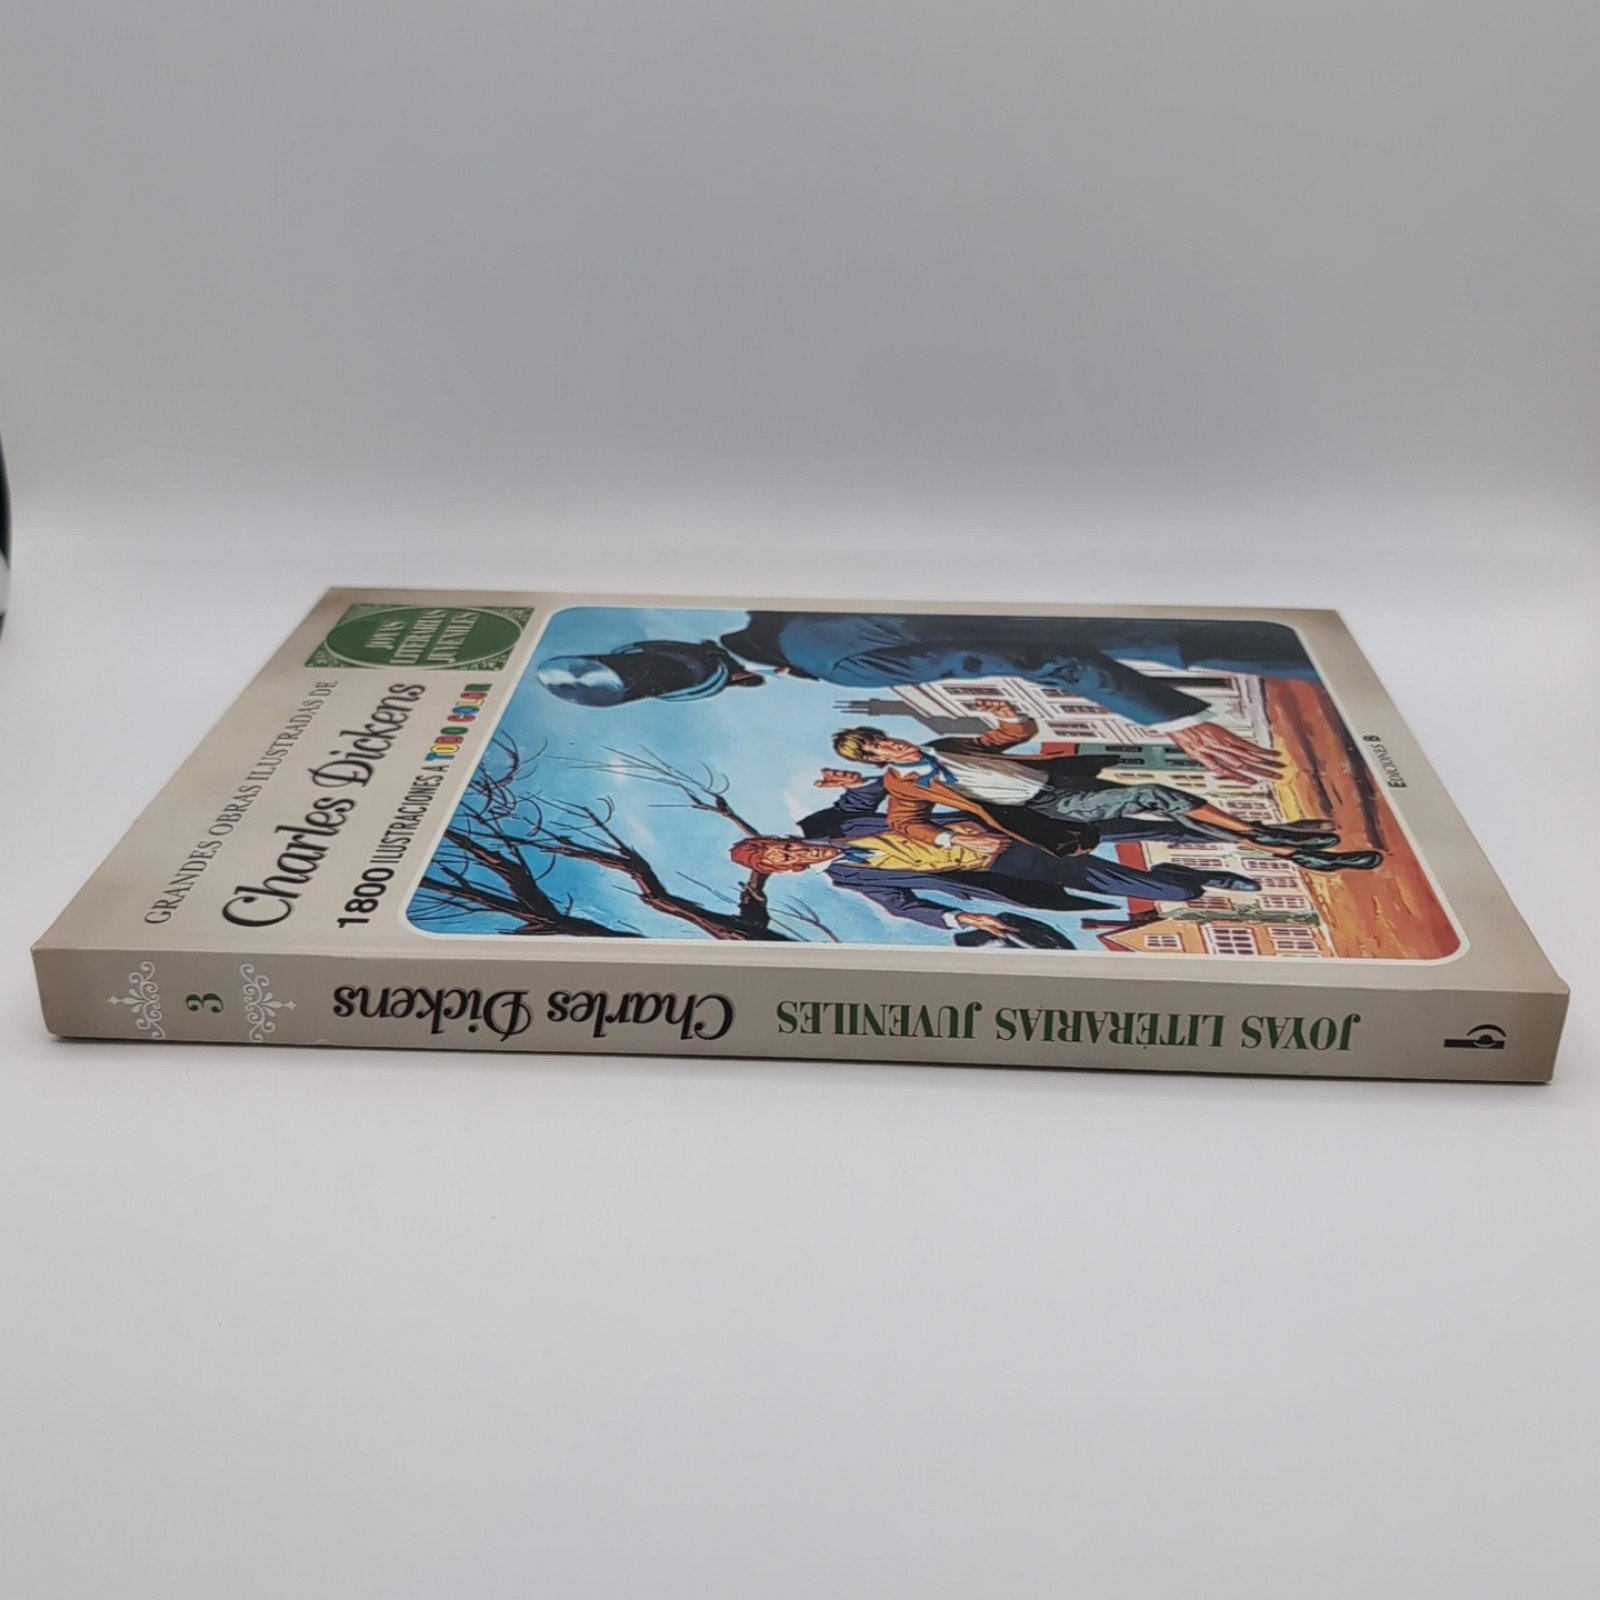 GRANDES OBRAS ILUSTRADAS DE
Charles Dickens
1800 ILUSTRACIONES A TODO COLOR
JOYAS
LITERARIAS
JUVENILES
EDICIONES B
3
Charles Dickens
JOYAS LITERARIAS JUVENILES
b